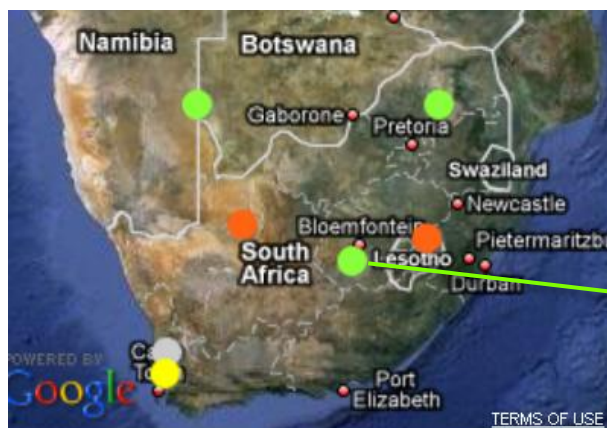 Namibia
Botswana
Gaborone
Pretoria
Swaziland
Newcastle
Bloemfontein
South
Africa
Lesotho
Pietermaritzbu
Durban
POWERED BY
Google
Port
Elizabeth
TERMS OF USE